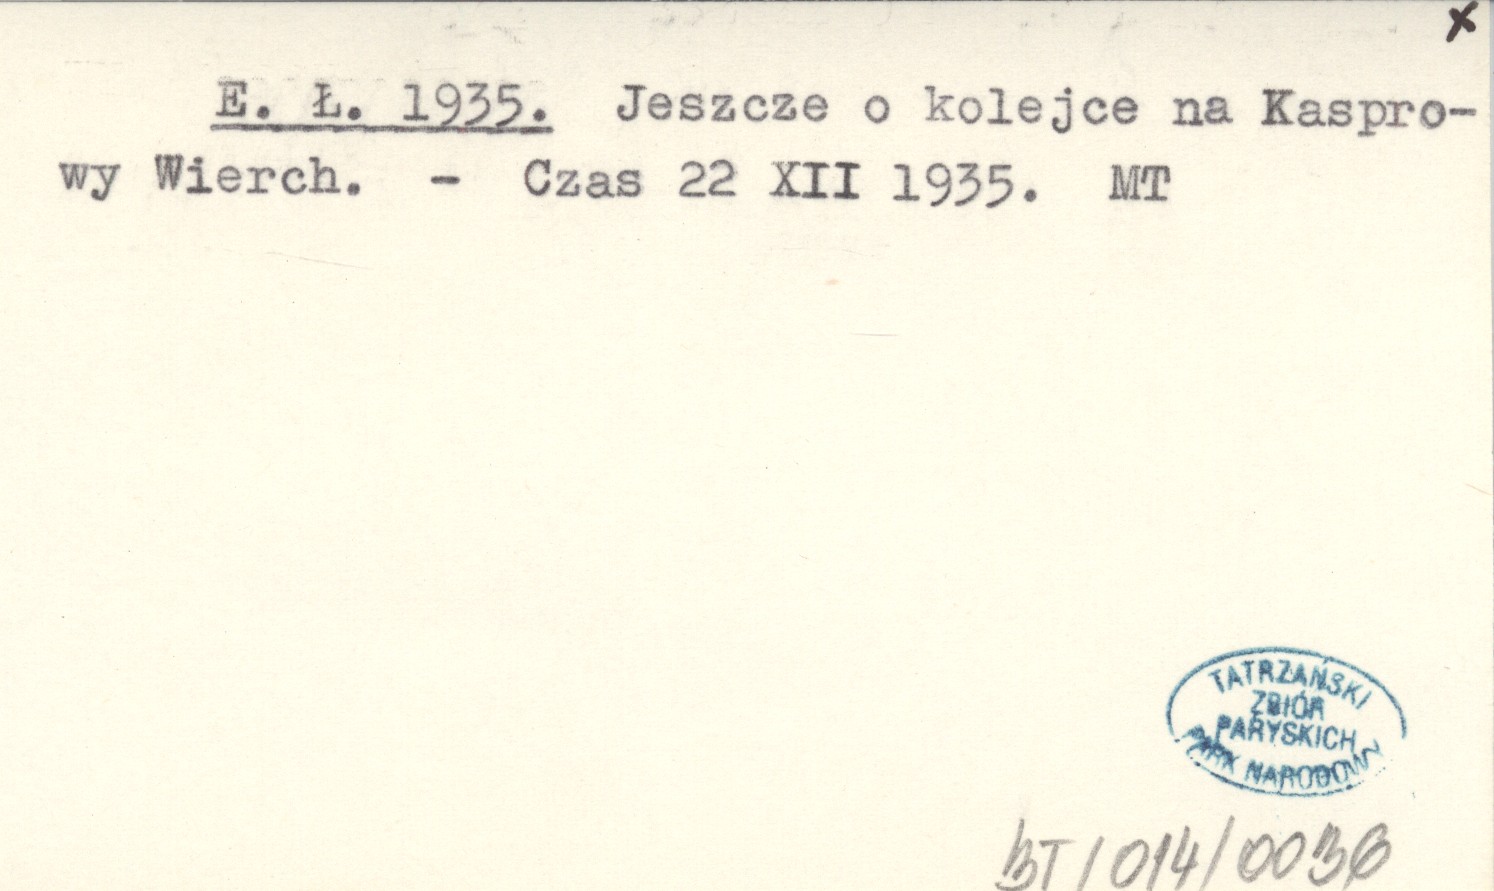 x
E. Ł. 1935. Jeszcze o kolejce na Kaspro-
wy Wierch. - Czas 22 XII 1935. MT
TATRZAŃSKI
ZBIÓR
PARYSKICH
PARK NARODOWY
BT/014/0036